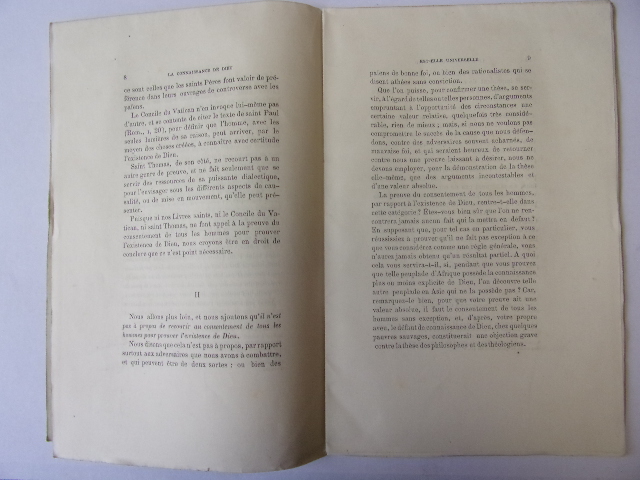 8 LA CONNAISSANCE DE DIEU
ce sont celles que les saints Pères font valoir de pré-
férence dans leurs ouvrages de controverse avec les
païens.
Le Concile du Vatican n'en invoque lui-même pas
d'autre, et se contente de citer le texte de saint Paul
(Rom., I, 20), pour définir que l'homme, avec les
seules lumières de sa raison, peut arriver, par le
moyen des choses créées, à connaître avec certitude
l'existence de Dieu.
Saint Thomas, de son côté, ne recourt pas à un
autre genre de preuve, et ne fait seulement que se
servir des ressources de sa puissante dialectique,
pour l'envisager sous les différents aspects de cau-
salité, ou de mise en mouvement, qu'elle peut pré-
senter.
Puisque ni nos Livres saints, ni le Concile du Va-
tican, ni saint Thomas, ne font appel à la preuve du
consentement de tous les hommes pour prouver
l'existence de Dieu, nous croyons être en droit de
conclure que ce n'est point nécessaire.
II
Nous allons plus loin, et nous ajoutons qu'il n'est
pas à propos de recourir au consentement de tous les
hommes pour prouver l'existence de Dieu.
Nous disons que cela n'est pas à propos, par rapport
surtout aux adversaires que nous avons à combattre,
et qui peuvent être de deux sortes : ou bien des
EST-ELLE UNIVERSELLE 9
païens de bonne foi, ou bien des rationalistes qui se
disent athées sans conviction.
Que l'on puisse, pour confirmer une thèse, se ser-
vir, à l'égard de telles ou telles personnes, d'arguments
empruntant à l'opportunité des circonstances une
certaine valeur relative, quelquefois très considé-
rable, rien de mieux ; mais, si nous ne voulons pas
compromettre le succès de la cause que nous défen-
dons, contre des adversaires souvent acharnés, de
mauvaise foi, et qui seraient heureux de rencontrer
contre nous une preuve laissant à désirer, nous ne
devons employer, pour la démonstration de la thèse
elle-même, que des arguments incontestables et
d'une valeur absolue.
La preuve du consentement de tous les hommes,
par rapport à l'existence de Dieu, rentre-t-elle dans
cette catégorie ? Êtes-vous bien sûr que l'on ne ren-
contrera jamais aucun fait qui la mettra en défaut ?
En supposant que, pour tel cas en particulier, vous
réussissiez à prouver qu'il ne fait pas exception à ce
que vous considérez comme une règle générale, vous
n'aurez jamais obtenu qu'un résultat partiel. A quoi
cela vous servira-t-il, si, pendant que vous prouvez
que telle peuplade d'Afrique possède la connaissance
plus ou moins explicite de Dieu, l'on découvre telle
autre peuplade en Asie qui ne la possède pas ? Car,
remarquez-le bien, pour que votre preuve ait une
valeur absolue, il faut le consentement de tous les
hommes sans exception, et, d'après, votre propre
aveu, le défaut de connaissance de Dieu, chez quelques
pauvres sauvages, constituerait une objection grave
contre la thèse des philosophes et des théologiens.